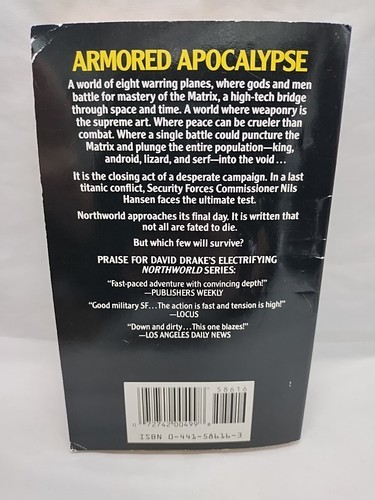 ARMORED APOCALYPSE
A world of eight warring planes, where gods and men
battle for mastery of the Matrix, a high-tech bridge
through space and time. A world where weaponry is
the supreme art. Where peace can be crueler than
combat. Where a single battle could puncture the
Matrix and plunge the entire population—king,
android, lizard, and serf—into the void...
It is the closing act of a desperate campaign. In a last
titanic conflict, Security Forces Commissioner Nils
Hansen faces the ultimate test.
Northworld approaches its final day. It is written that
not all are fated to die.
But which few will survive?
PRAISE FOR DAVID DRAKE'S ELECTRIFYING
NORTHWORLD SERIES:
"Fast-paced adventure with convincing depth!"
—PUBLISHERS WEEKLY
"Good military SF...The action is fast and tension is high!"
—LOCUS
"Down and dirty...This one blazes!"
—LOS ANGELES DAILY NEWS
58616
0 72742 00499 8
ISBN 0-441-58616-3